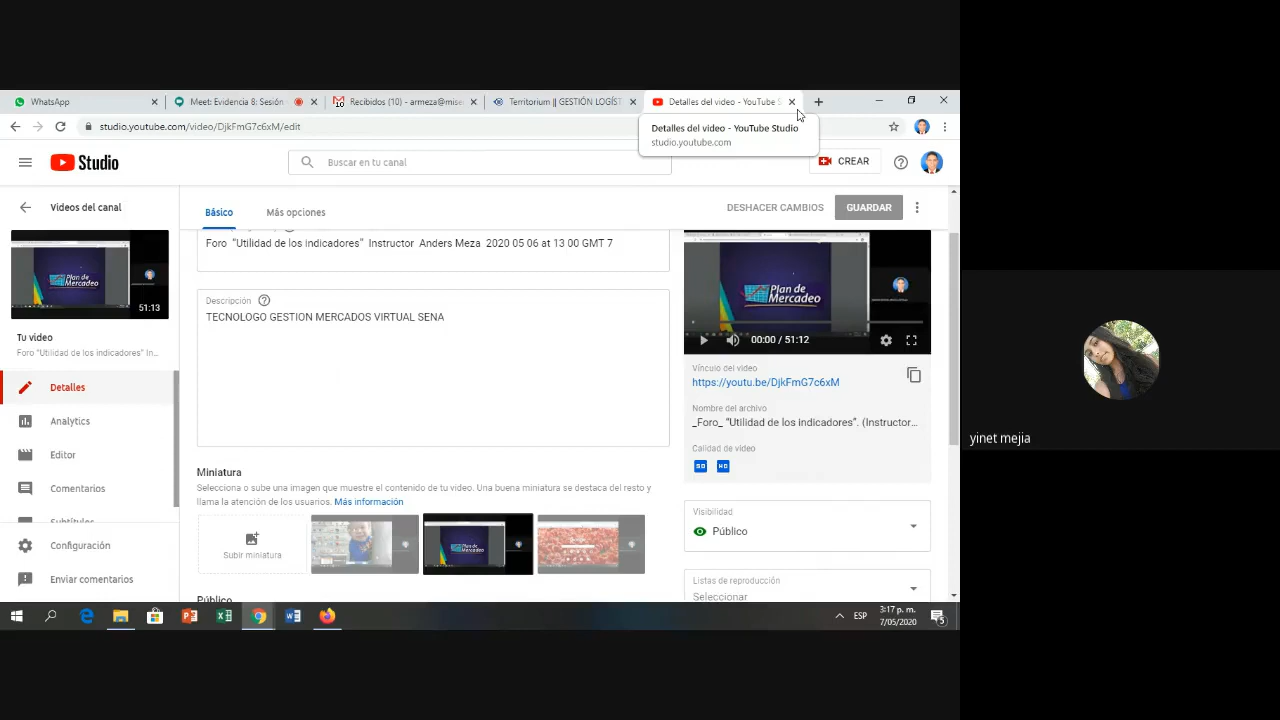 WhatsApp
Meet: Evidencia 8: Sesión
Recibidos (10) - armeza@mise
Territorium || GESTIÓN LOGÍST
Detalles del video - YouTube S
studio.youtube.com/video/DjkFmG7c6xM/edit
Detalles del video - YouTube Studio
studio.youtube.com
Studio
Buscar en tu canal
CREAR
Videos del canal
Básico
Más opciones
DESHACER CAMBIOS
GUARDAR
Foro "Utilidad de los indicadores" Instructor Anders Meza 2020 05 06 at 13 00 GMT 7
Plan de
Mercadeo
51:13
Tu video
Foro "Utilidad de los indicadores" In...
Detalles
Analytics
Editor
Comentarios
Subtítulos
Configuración
Enviar comentarios
Descripción
TECNOLOGO GESTION MERCADOS VIRTUAL SENA
Miniatura
Selecciona o sube una imagen que muestre el contenido de tu video. Una buena miniatura se destaca del resto y
llama la atención de los usuarios. Más información
Subir miniatura
Plan de
Mercadeo
Público
Plan de
Mercadeo
00:00 / 51:12
Vínculo del video
https://youtu.be/DjkFmG7c6xM
Nombre del archivo
_Foro_ "Utilidad de los indicadores". (Instructor...
Calidad de video
SD HD
Visibilidad
Público
Listas de reproducción
Seleccionar
ESP
3:17 p. m.
7/05/2020
5
yinet mejia